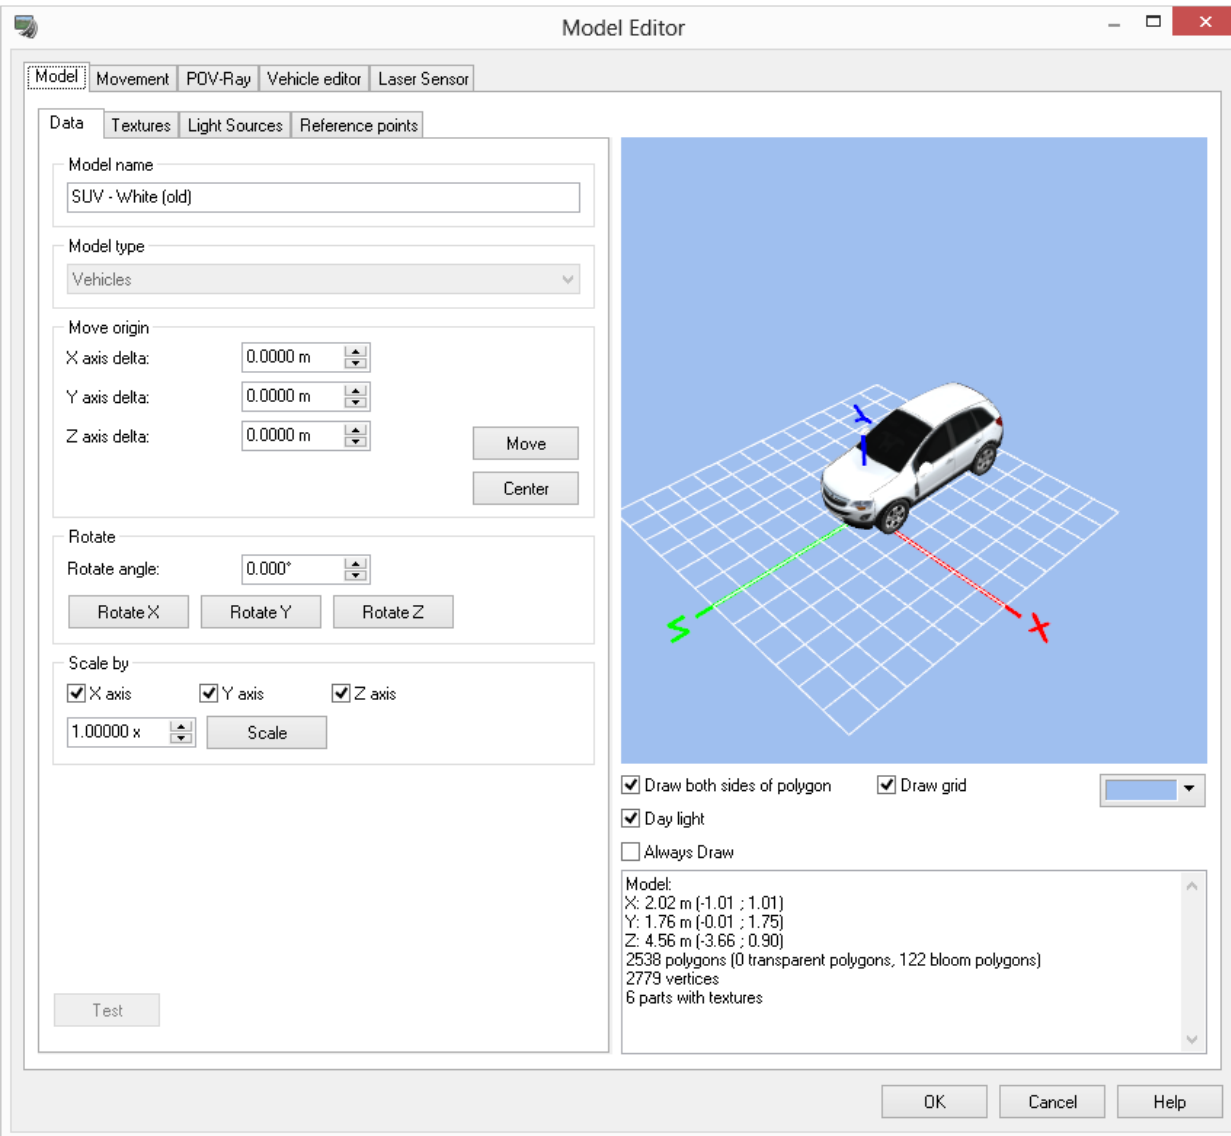 Model Editor
Model Movement POV-Ray Vehicle editor Laser Sensor
Data Textures Light Sources Reference points
Model name
SUV - White (old)
Model type
Vehicles
Move origin
X axis delta: 0.0000 m
Y axis delta: 0.0000 m
Z axis delta: 0.0000 m
Move
Center
Rotate
Rotate angle: 0.000°
Rotate X Rotate Y Rotate Z
Scale by
X axis Y axis Z axis
1.00000 x Scale
Test
Y
Z
X
Draw both sides of polygon Draw grid
Day light
Always Draw
Model:
X: 2.02 m (-1.01 ; 1.01)
Y: 1.76 m (-0.01 ; 1.75)
Z: 4.56 m (-3.66 ; 0.90)
2538 polygons (0 transparent polygons, 122 bloom polygons)
2779 vertices
6 parts with textures
OK Cancel Help